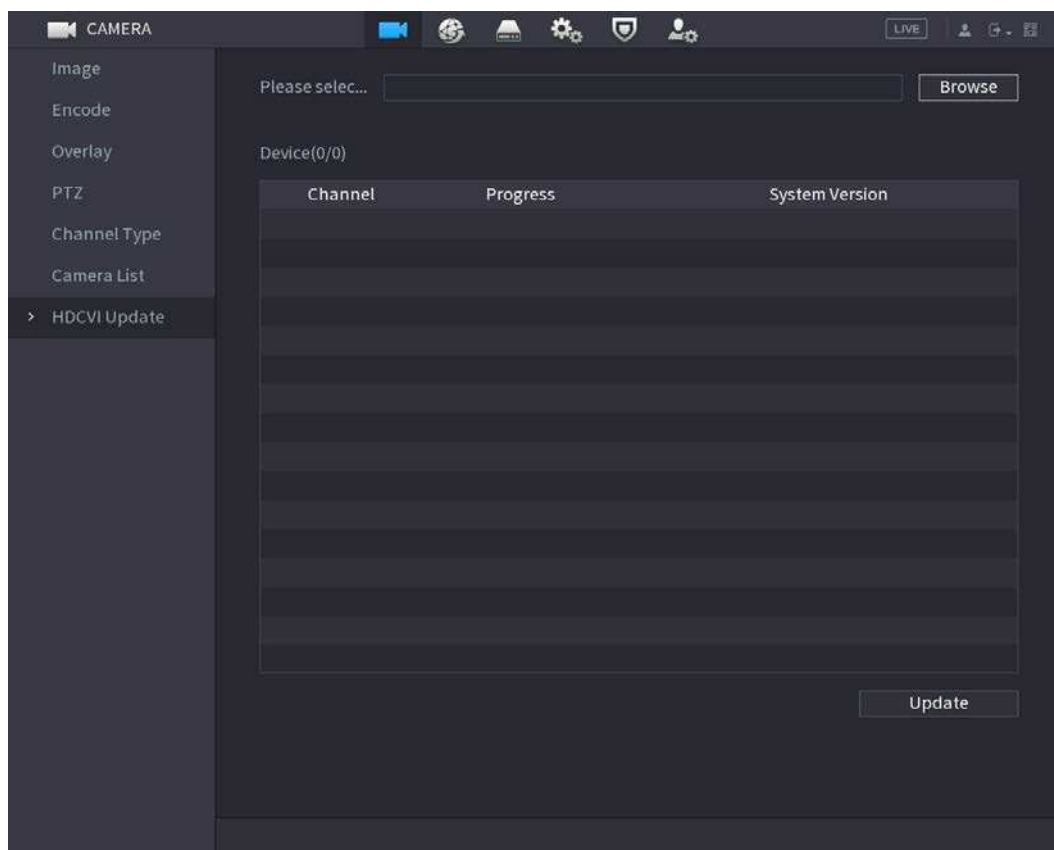 CAMERA
LIVE
Image
Encode
Overlay
PTZ
Channel Type
Camera List
> HDCVI Update
Please selec...
Browse
Device(0/0)
Channel Progress System Version
Update